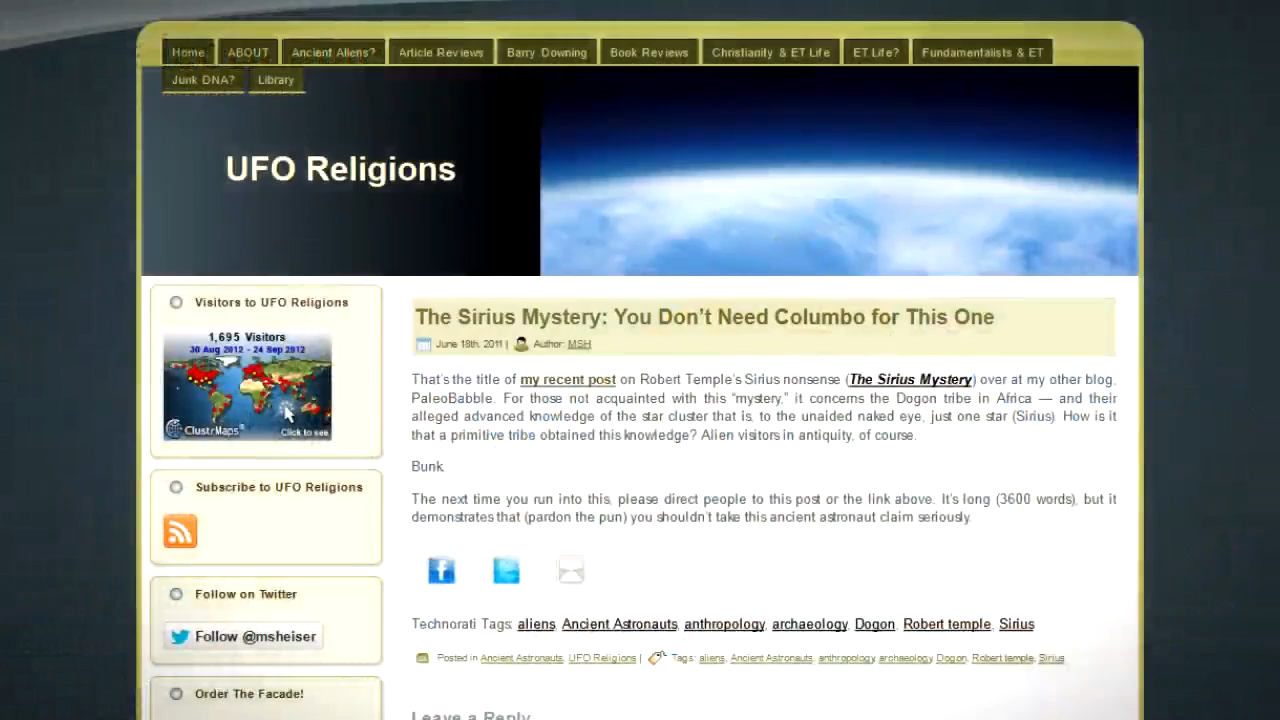 Home ABOUT Ancient Aliens? Article Reviews Barry Downing Book Reviews Christianity & ET Life ET Life? Fundamentalists & ET
Junk DNA? Library
UFO Religions
Visitors to UFO Religions
1,695 Visitors
30 Aug 2012 - 24 Sep 2012
ClustrMaps® Click to see
Subscribe to UFO Religions
Follow on Twitter
Follow @msheiser
Order The Facade!
The Sirius Mystery: You Don't Need Columbo for This One
June 18th, 2011 | Author: MSH
That's the title of my recent post on Robert Temple's Sirius nonsense (The Sirius Mystery) over at my other blog,
PaleoBabble. For those not acquainted with this "mystery," it concerns the Dogon tribe in Africa — and their
alleged advanced knowledge of the star cluster that is, to the unaided naked eye, just one star (Sirius). How is it
that a primitive tribe obtained this knowledge? Alien visitors in antiquity, of course.
Bunk.
The next time you run into this, please direct people to this post or the link above. It's long (3600 words), but it
demonstrates that (pardon the pun) you shouldn't take this ancient astronaut claim seriously.
Technorati Tags: aliens, Ancient Astronauts, anthropology, archaeology, Dogon, Robert temple, Sirius
Posted in Ancient Astronauts, UFO Religions | Tags: aliens, Ancient Astronauts, anthropology, archaeology, Dogon, Robert temple, Sirius
Leave a Reply